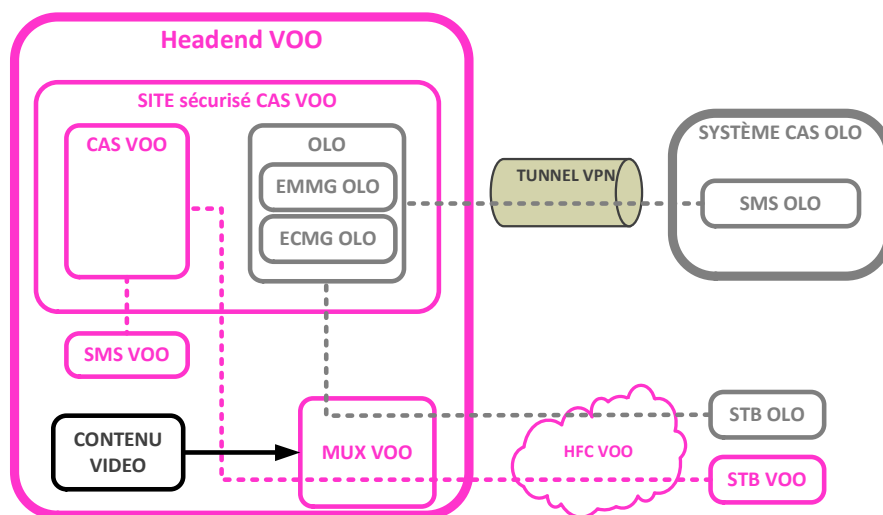 Headend VOO
SITE sécurisé CAS VOO
CAS VOO
OLO
EMMG OLO
ECMG OLO
TUNNEL VPN
SYSTÈME CAS OLO
SMS OLO
SMS VOO
CONTENU
VIDEO
MUX VOO
HFC VOO
STB OLO
STB VOO